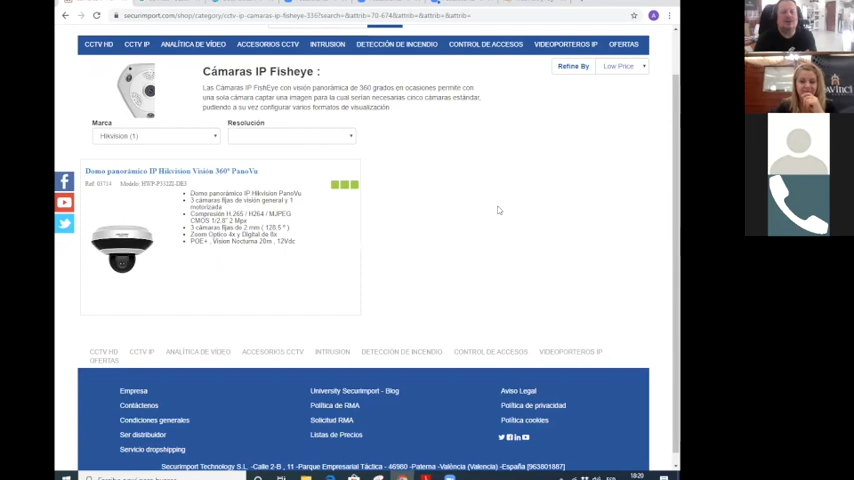 securimport.com/shop/category/cctv-ip-camaras-ip-fisheye-336?search=&attrib=70-674&attrib=&attrib=
CCTV HD CCTV IP ANALÍTICA DE VÍDEO ACCESORIOS CCTV INTRUSION DETECCIÓN DE INCENDIO CONTROL DE ACCESOS VIDEOPORTEROS IP OFERTAS
Cámaras IP Fisheye :
Refine By Low Price
Las Cámaras IP FishEye con visión panorámica de 360 grados en ocasiones permite con
una sola cámara captar una imagen para la cual serían necesarias cinco cámaras estándar,
pudiendo a su vez configurar varios formatos de visualización
Marca Resolución
Hikvision (1)
Domo panorámico IP Hikvision Visión 360º PanoVu
Ref. 03714 Modelo:
Domo panorámico IP Hikvision PanoVu
3 cámaras fijas de visión general y 1
motorizada
Compresión H.265 / H264 / MJPEG
CMOS 1/2.8" 2 Mpx
3 cámaras fijas de 2 mm ( 128.5 º )
Zoom Optico 4x y Digital de 8x
POE+ , Vision Nocturna 20m , 12Vdc
CCTV HD CCTV IP ANALÍTICA DE VÍDEO ACCESORIOS CCTV INTRUSION DETECCIÓN DE INCENDIO CONTROL DE ACCESOS VIDEOPORTEROS IP
OFERTAS
Empresa University Securimport - Blog Aviso Legal
Contáctenos Política de RMA Política de privacidad
Condiciones generales Solicitud RMA Política cookies
Ser distribuidor Listas de Precios
Servicio dropshipping
Securimport Technology S.L. -Calle 2-B , 11 -Parque Empresarial Táctica - 46980 -Paterna -València (Valencia) -España [963801887]
18:20